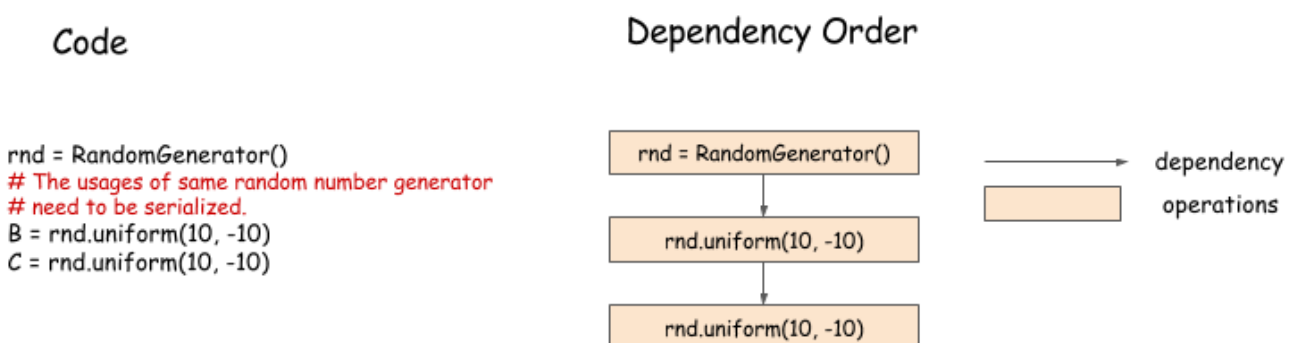 Code
Dependency Order
rnd = RandomGenerator()
# The usages of same random number generator
# need to be serialized.
B = rnd.uniform(10, -10)
C = rnd.uniform(10, -10)
rnd = RandomGenerator()
rnd.uniform(10, -10)
rnd.uniform(10, -10)
dependency
operations